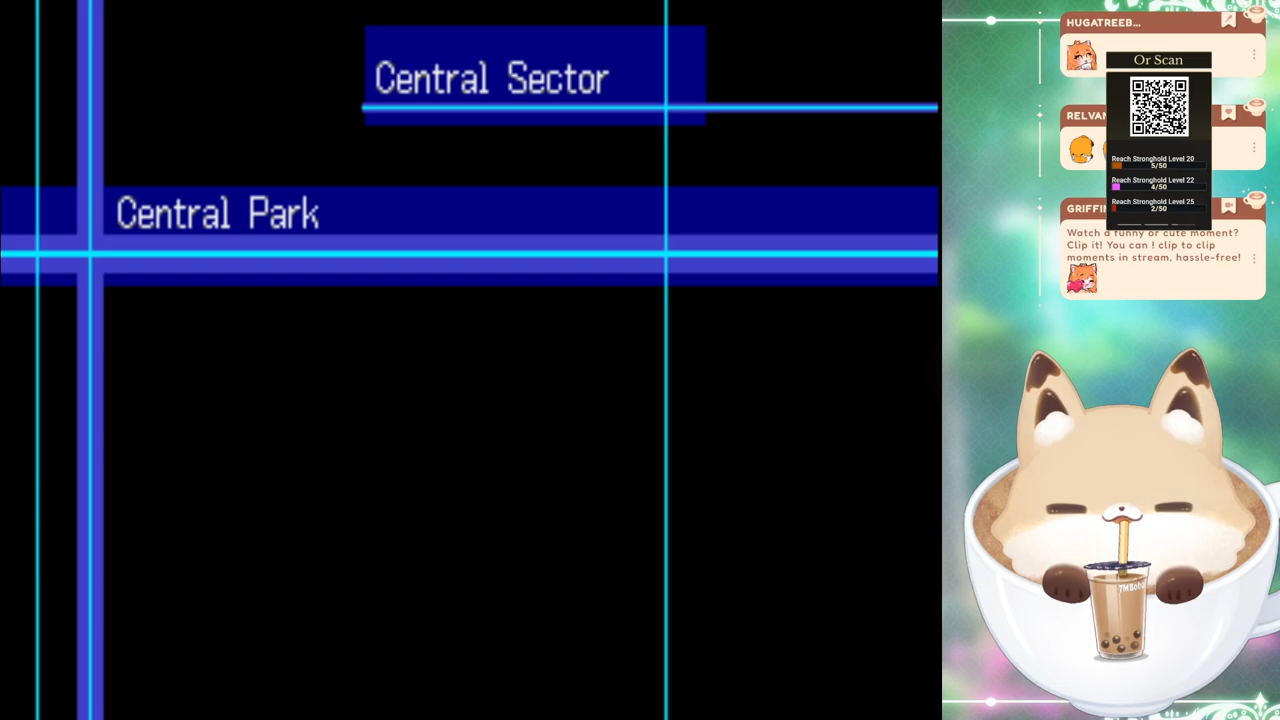 Central Sector
Central Park
HUGATREEB...
Or Scan
RELVAN
Reach Stronghold Level 20
5/50
Reach Stronghold Level 22
4/50
Reach Stronghold Level 25
2/50
GRIFFI
Watch a funny or cute moment?
Clip it! You can ! clip to clip
moments in stream, hassle-free!